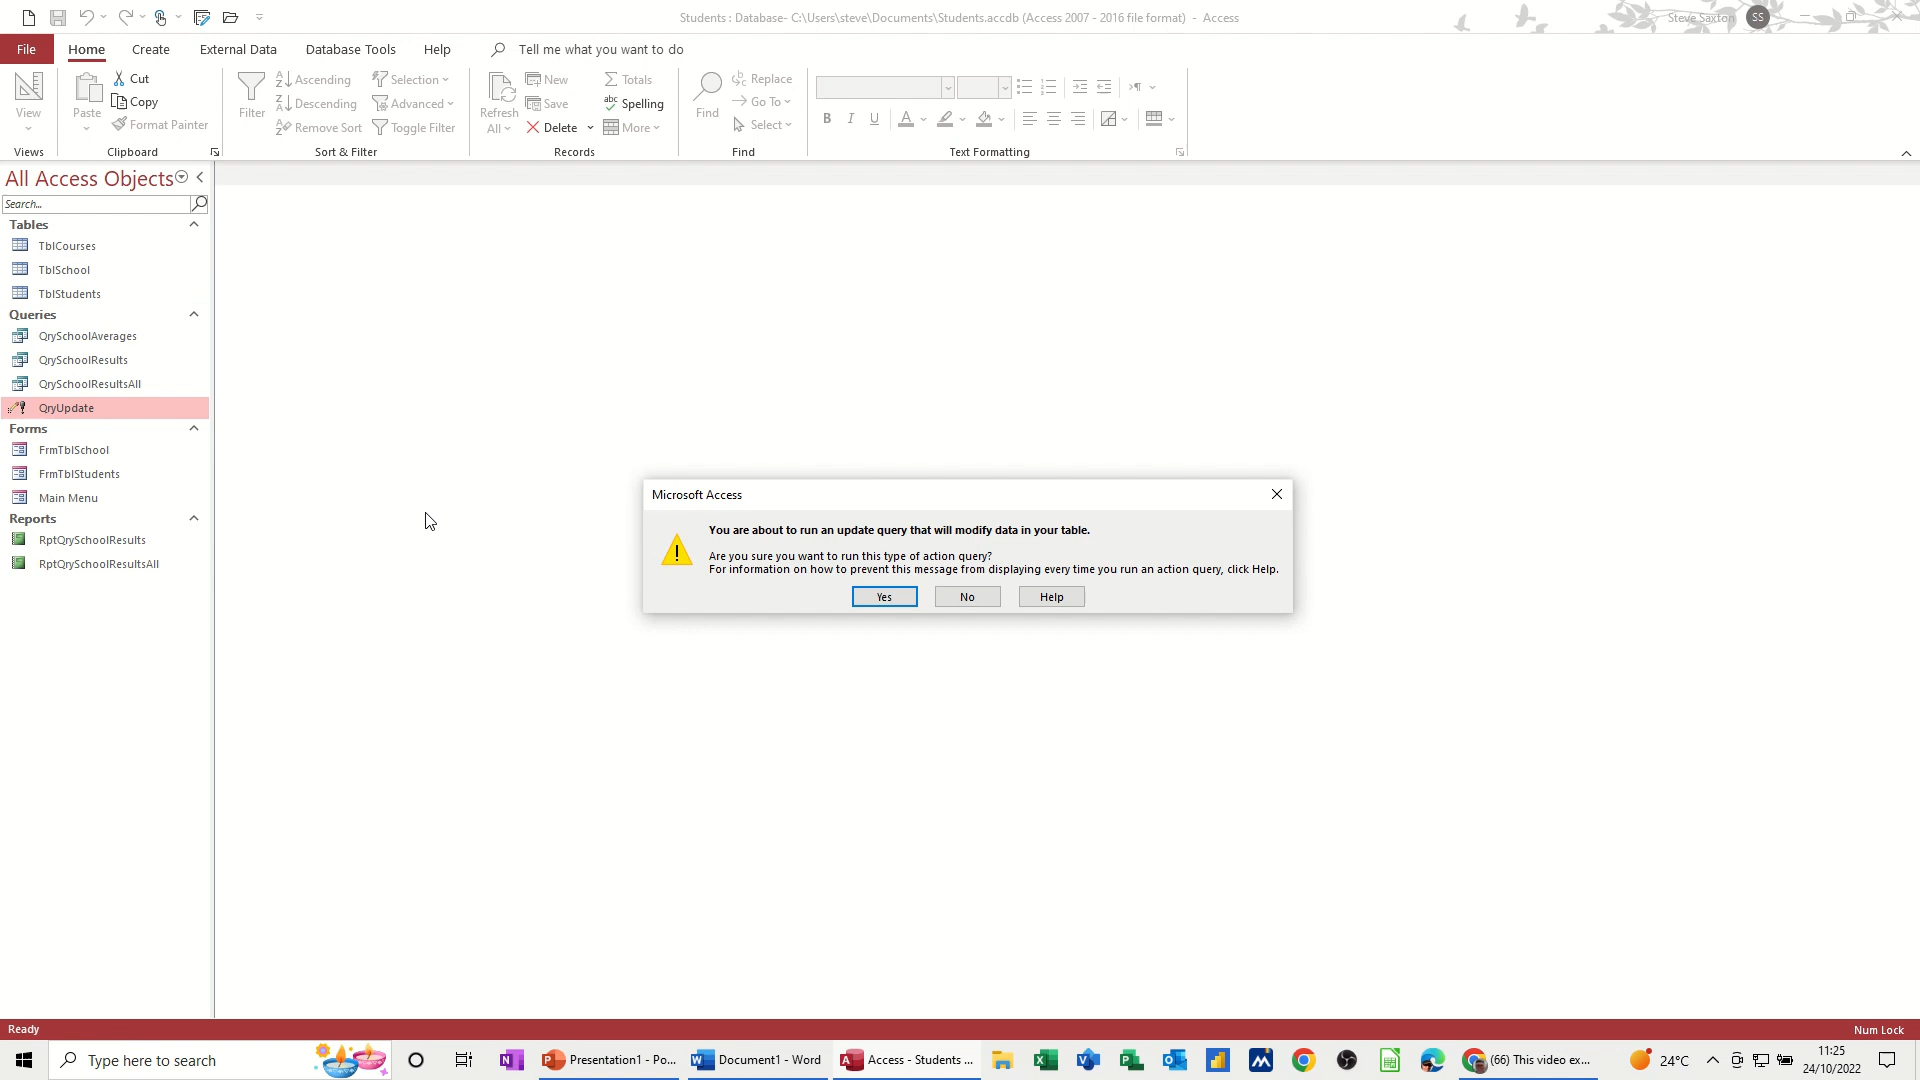 Students : Database- C:\Users\steve\Documents\Students.accdb (Access 2007 - 2016 file format) - Access
Steve Saxton
SS
File
Home
Create
External Data
Database Tools
Help
Tell me what you want to do
View
Views
Paste
Cut
Copy
Format Painter
Clipboard
Filter
Ascending
Descending
Remove Sort
Selection
Advanced
Toggle Filter
Sort & Filter
Refresh
All
New
Save
Delete
Totals
Spelling
More
Records
Find
Replace
Go To
Select
Find
B I U
Text Formatting
All Access Objects
Search...
Tables
TblCourses
TblSchool
TblStudents
Queries
QrySchoolAverages
QrySchoolResults
QrySchoolResultsAll
QryUpdate
Forms
FrmTblSchool
FrmTblStudents
Main Menu
Reports
RptQrySchoolResults
RptQrySchoolResultsAll
Microsoft Access
You are about to run an update query that will modify data in your table.
Are you sure you want to run this type of action query?
For information on how to prevent this message from displaying every time you run an action query, click Help.
Yes
No
Help
Ready
Num Lock
Type here to search
Presentation1 - Po...
Document1 - Word
Access - Students ...
(66) This video ex...
24°C
11:25
24/10/2022